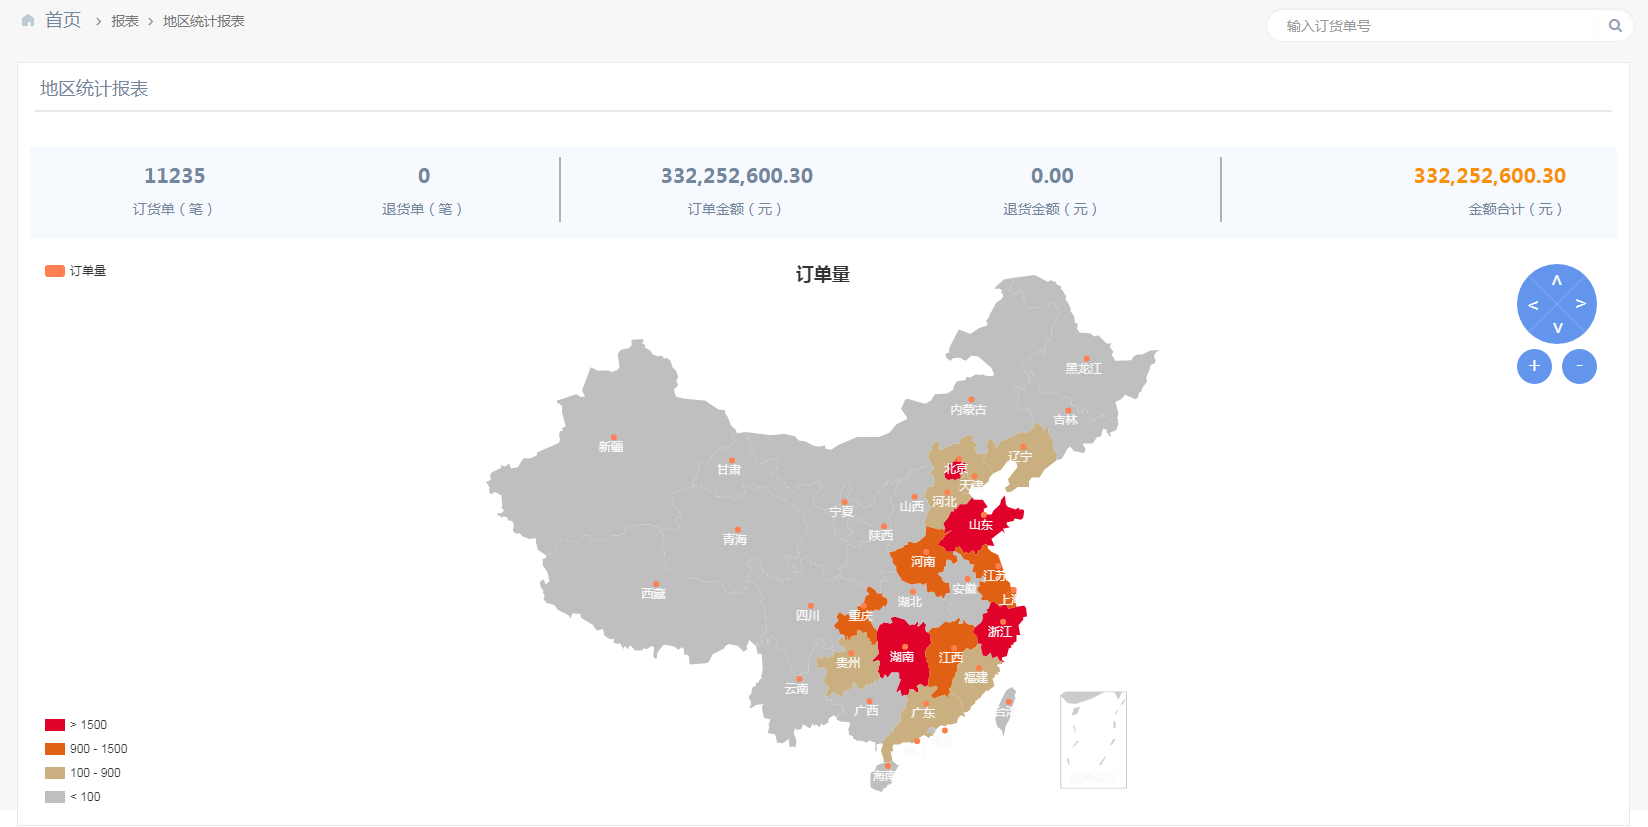 首页 > 报表 > 地区统计报表
输入订货单号
地区统计报表
11235
订货单（笔）
0
退货单（笔）
332,252,600.30
订单金额（元）
0.00
退货金额（元）
332,252,600.30
金额合计（元）
订单量
订单量
+
-
黑龙江
内蒙古
吉林
新疆
辽宁
甘肃
北京
天津
山西
河北
宁夏
山东
陕西
青海
河南
江苏
西藏
安徽
上海
湖北
四川
重庆
浙江
湖南
江西
贵州
福建
云南
广西
广东
台湾
海南
> 1500
900 - 1500
100 - 900
< 100